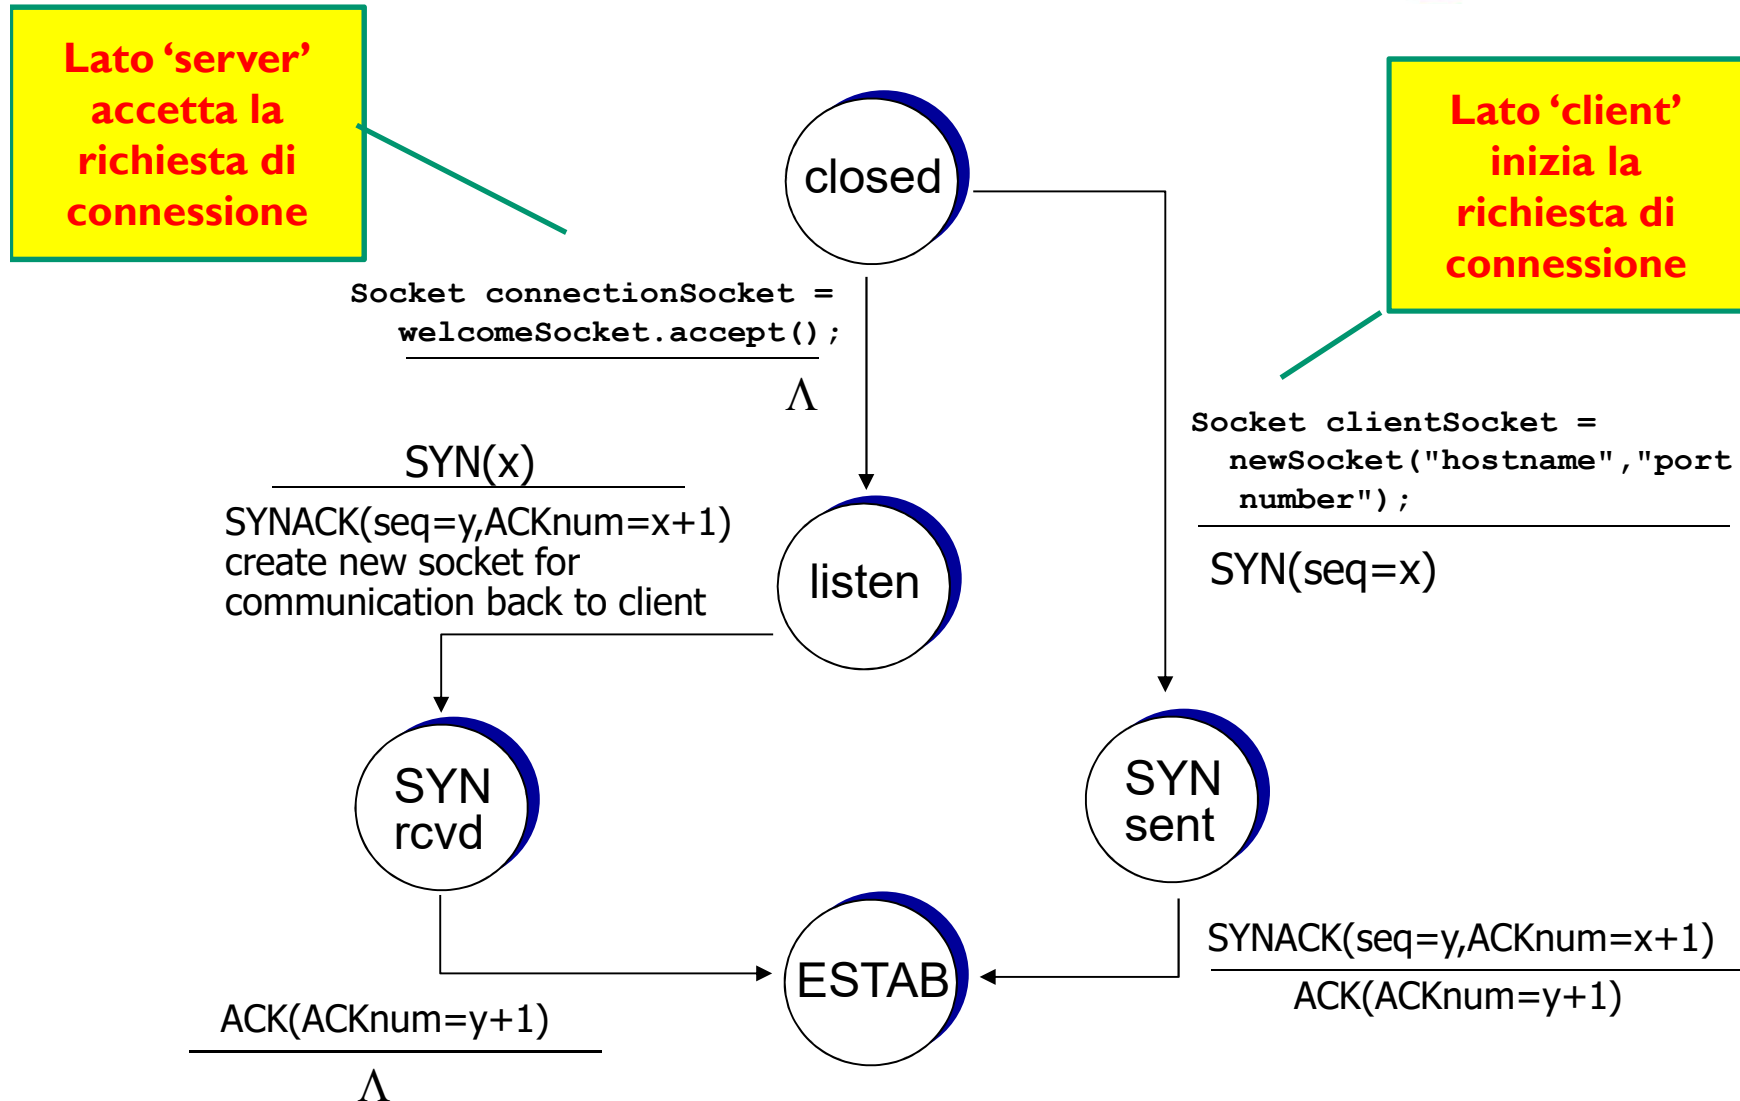 Lato ‘server’
accetta la
richiesta di
connessione
Lato ‘client’
inizia la
richiesta di
connessione
closed
Socket connectionSocket =
welcomeSocket.accept();
Λ
Socket clientSocket =
newSocket("hostname","port
number");
SYN(seq=x)
SYN(x)
SYNACK(seq=y,ACKnum=x+1)
create new socket for
communication back to client
listen
SYN
rcvd
SYN
sent
ESTAB
SYNACK(seq=y,ACKnum=x+1)
ACK(ACKnum=y+1)
ACK(ACKnum=y+1)
Λ